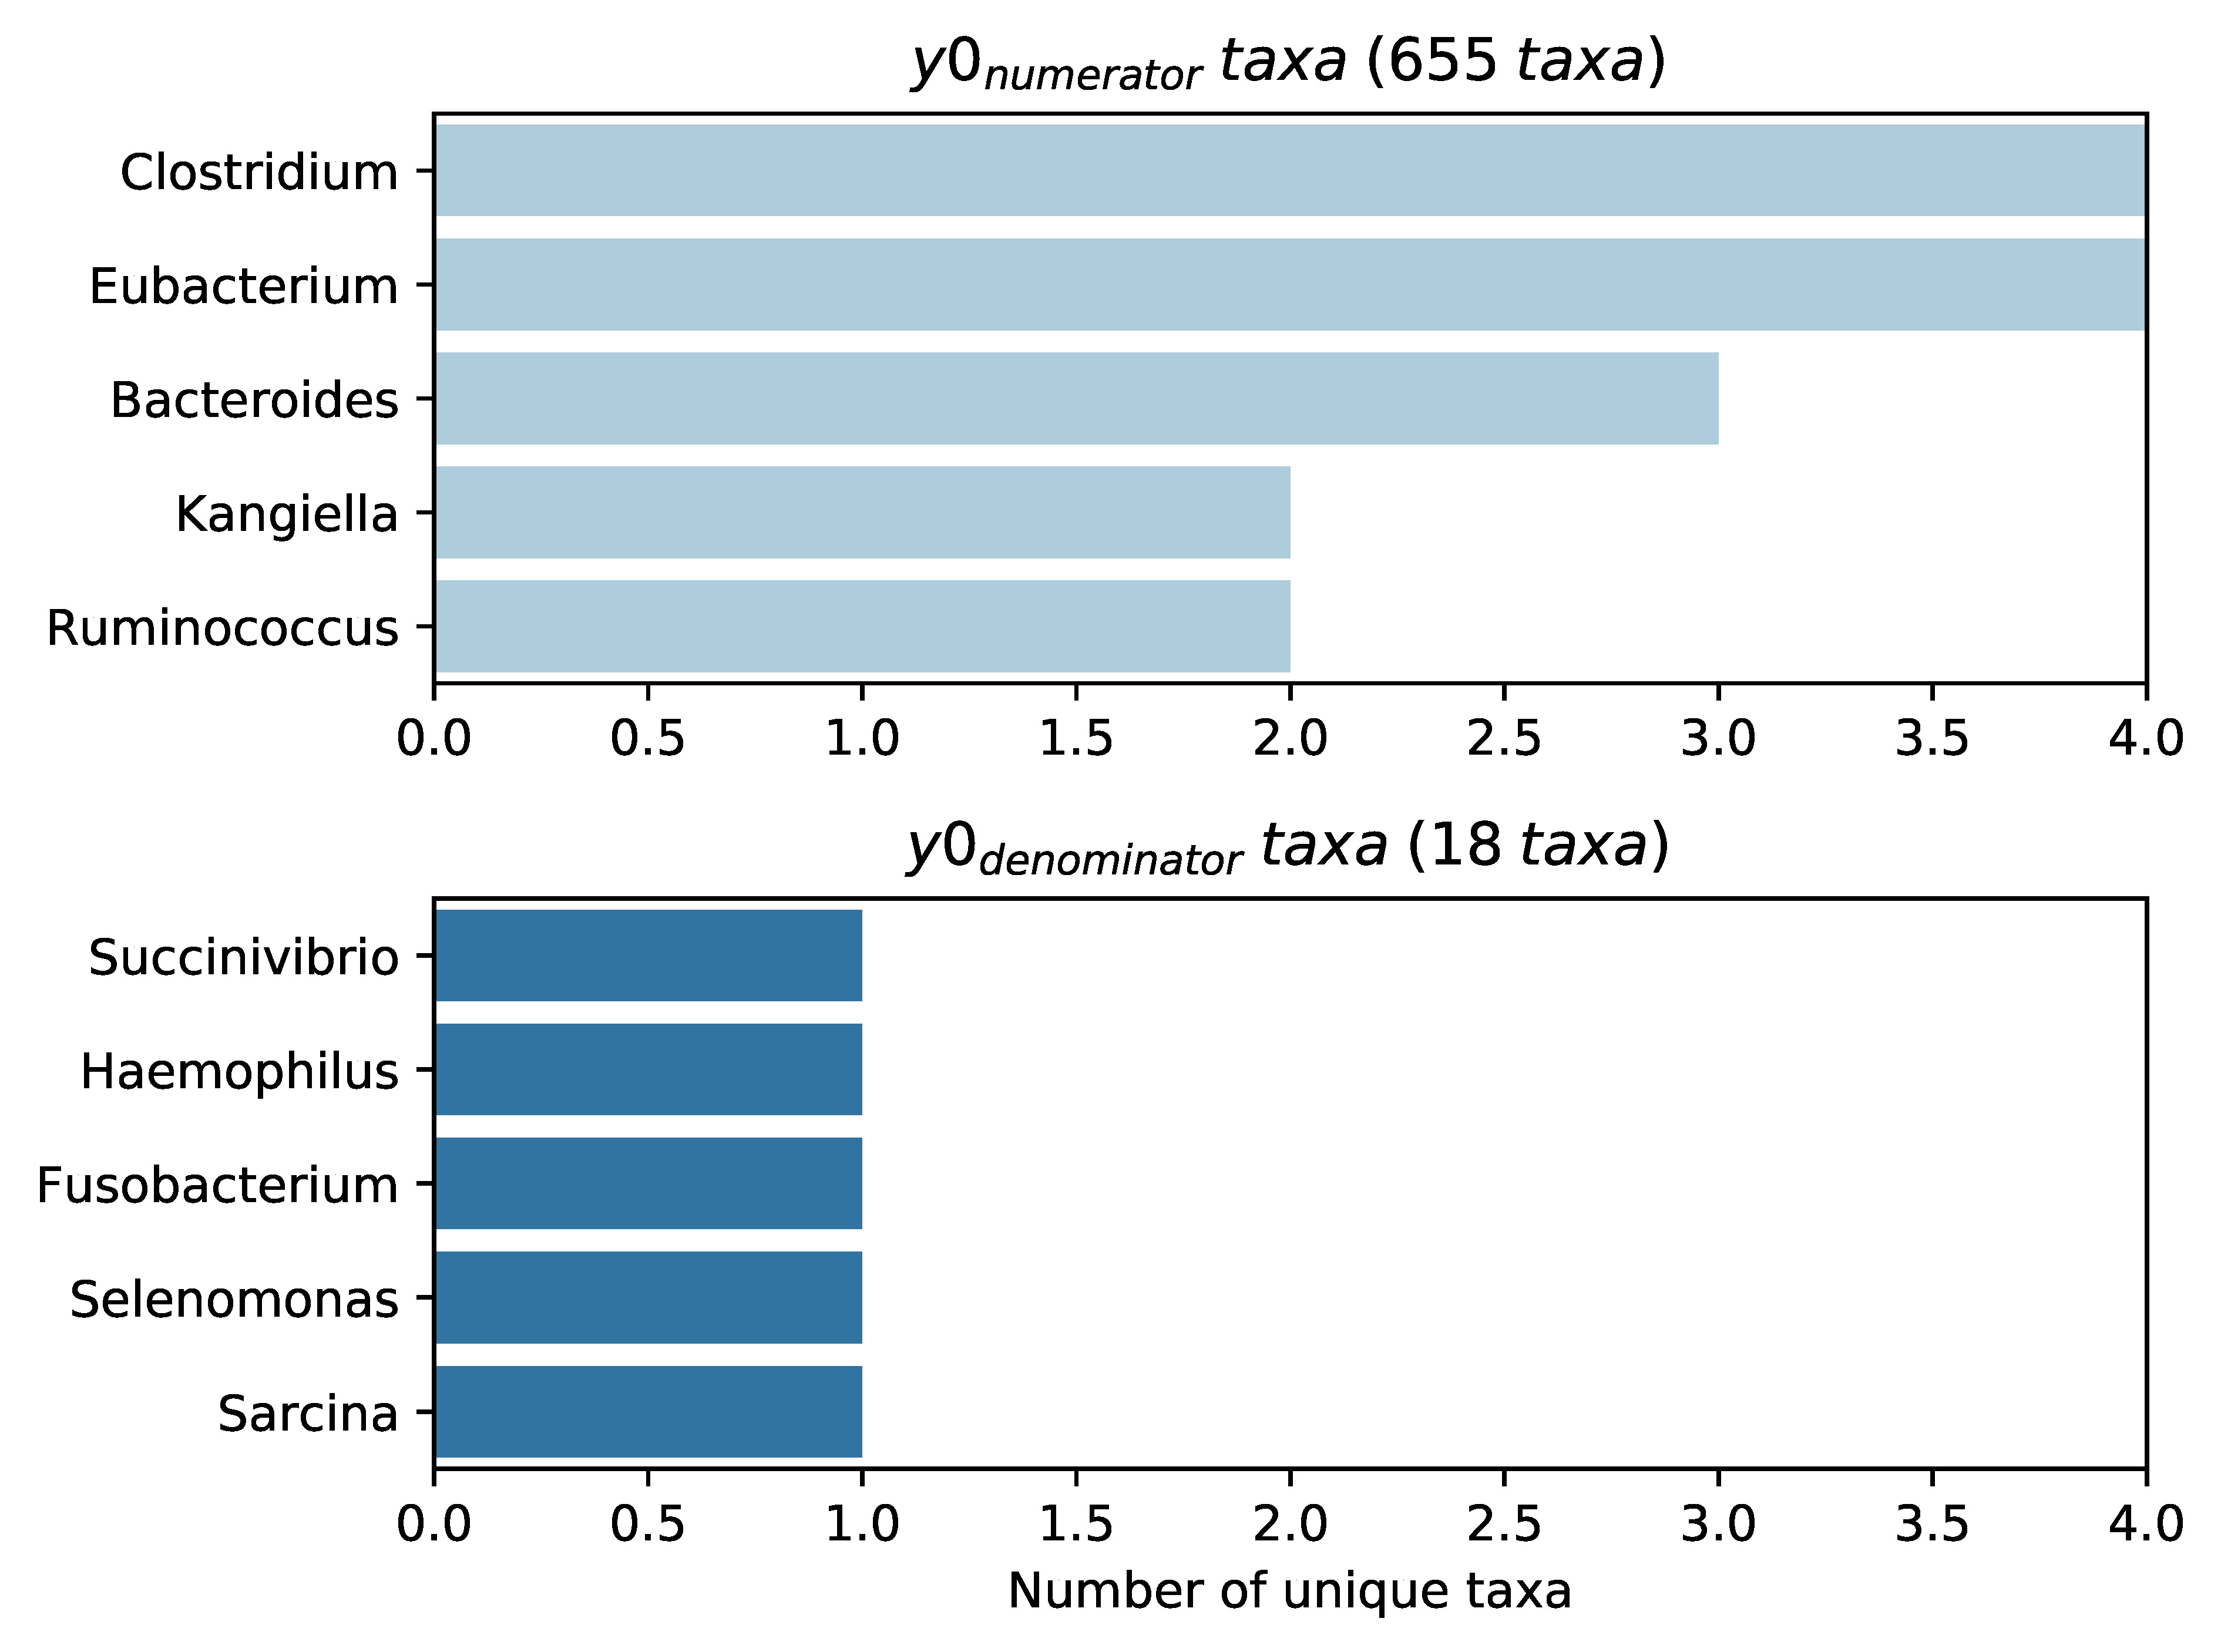 y0numerator taxa (655 taxa)
Clostridium
Eubacterium
Bacteroides
Kangiella
Ruminococcus
0.0 0.5 1.0 1.5 2.0 2.5 3.0 3.5 4.0
y0denominator taxa (18 taxa)
Succinivibrio
Haemophilus
Fusobacterium
Selenomonas
Sarcina
0.0 0.5 1.0 1.5 2.0 2.5 3.0 3.5 4.0
Number of unique taxa